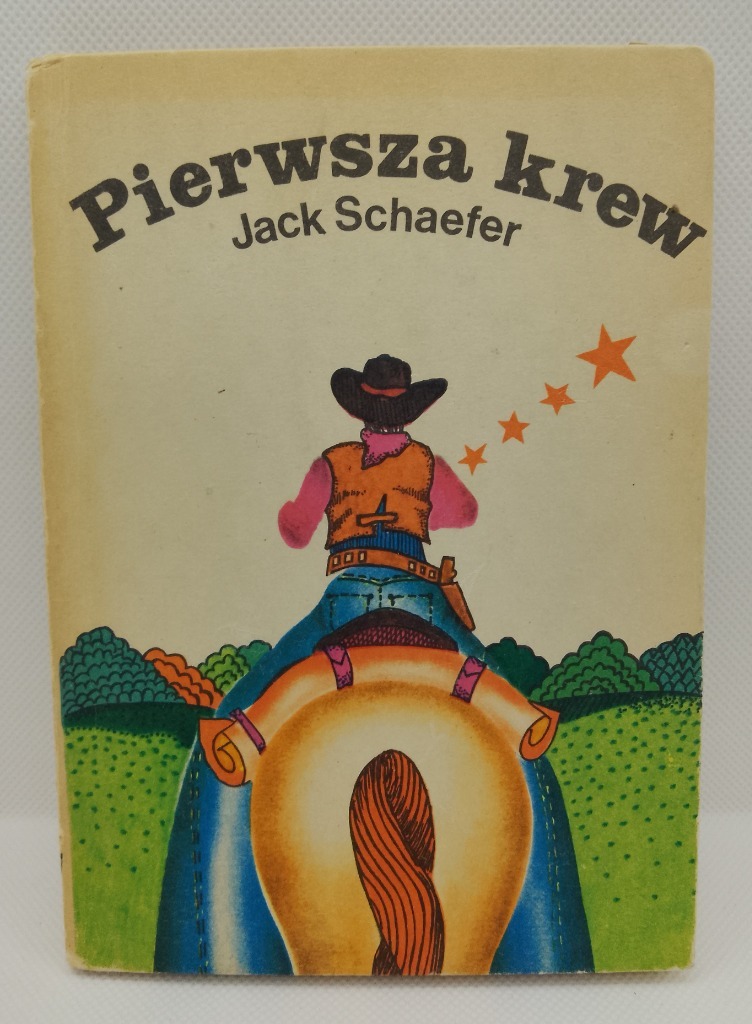 Pierwsza krew
Jack Schaefer